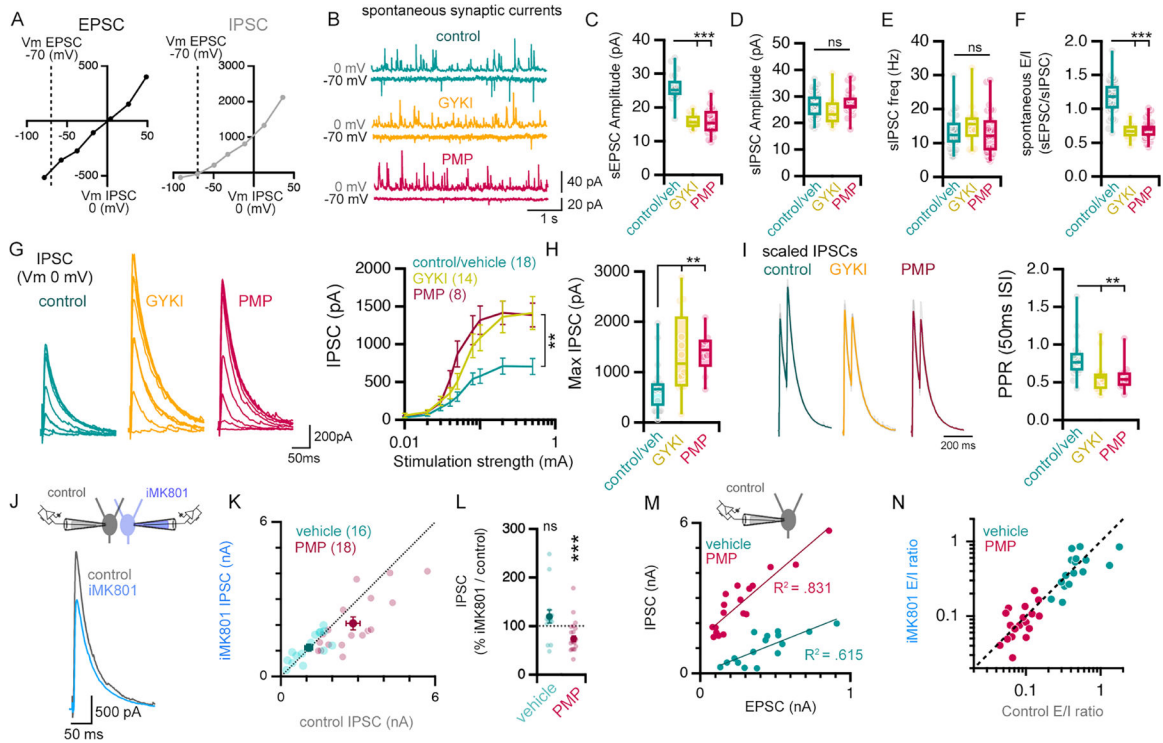 A
EPSC
IPSC
Vm EPSC
-70 (mV)
500
-100
50
-500
Vm IPSC
0 (mV)
Vm EPSC
-70 (mV)
3000
2100
1000
-100
50
Vm IPSC
0 (mV)
B
spontaneous synaptic currents
control
0 mV
-70 mV
GYKI
0 mV
-70 mV
PMP
0 mV
-70 mV
40 pA
20 pA
1 s
C
sEPSC Amplitude (pA)
40
30
20
10
0
***
control/veh
GYKI
PMP
D
sIPSC Amplitude (pA)
50
40
30
20
10
0
ns
control/veh
GYKI
PMP
E
sIPSC freq (Hz)
40
30
20
10
0
ns
control/veh
GYKI
PMP
F
spontaneous E/I
(sEPSC/sIPSC)
2.0
1.5
1.0
0.5
0.0
***
control/veh
GYKI
PMP
G
IPSC
(Vm 0 mV)
control
GYKI
PMP
200pA
50ms
IPSC (pA)
2000
1500
1000
500
0
0.01
0.1
1
Stimulation strength (mA)
control/vehicle (18)
GYKI (14)
PMP (8)
**
H
Max IPSC (pA)
3000
2000
1000
0
**
control/veh
GYKI
PMP
I
scaled IPSCs
control
GYKI
PMP
200 ms
PPR (50ms ISI)
2.0
1.5
1.0
0.5
0.0
**
control/veh
GYKI
PMP
J
control
iMK801
control
iMK801
500 pA
50 ms
K
iMK801 IPSC (nA)
6
0
6
control IPSC (nA)
vehicle (16)
PMP (18)
L
IPSC
(% iMK801 / control)
300
200
100
0
ns
***
vehicle
PMP
M
control
vehicle
PMP
IPSC (nA)
6
0
0
1
EPSC (nA)
R² = .831
R² = .615
N
vehicle
PMP
iMK801 E/I ratio
1
0.1
0.1
1
Control E/I ratio